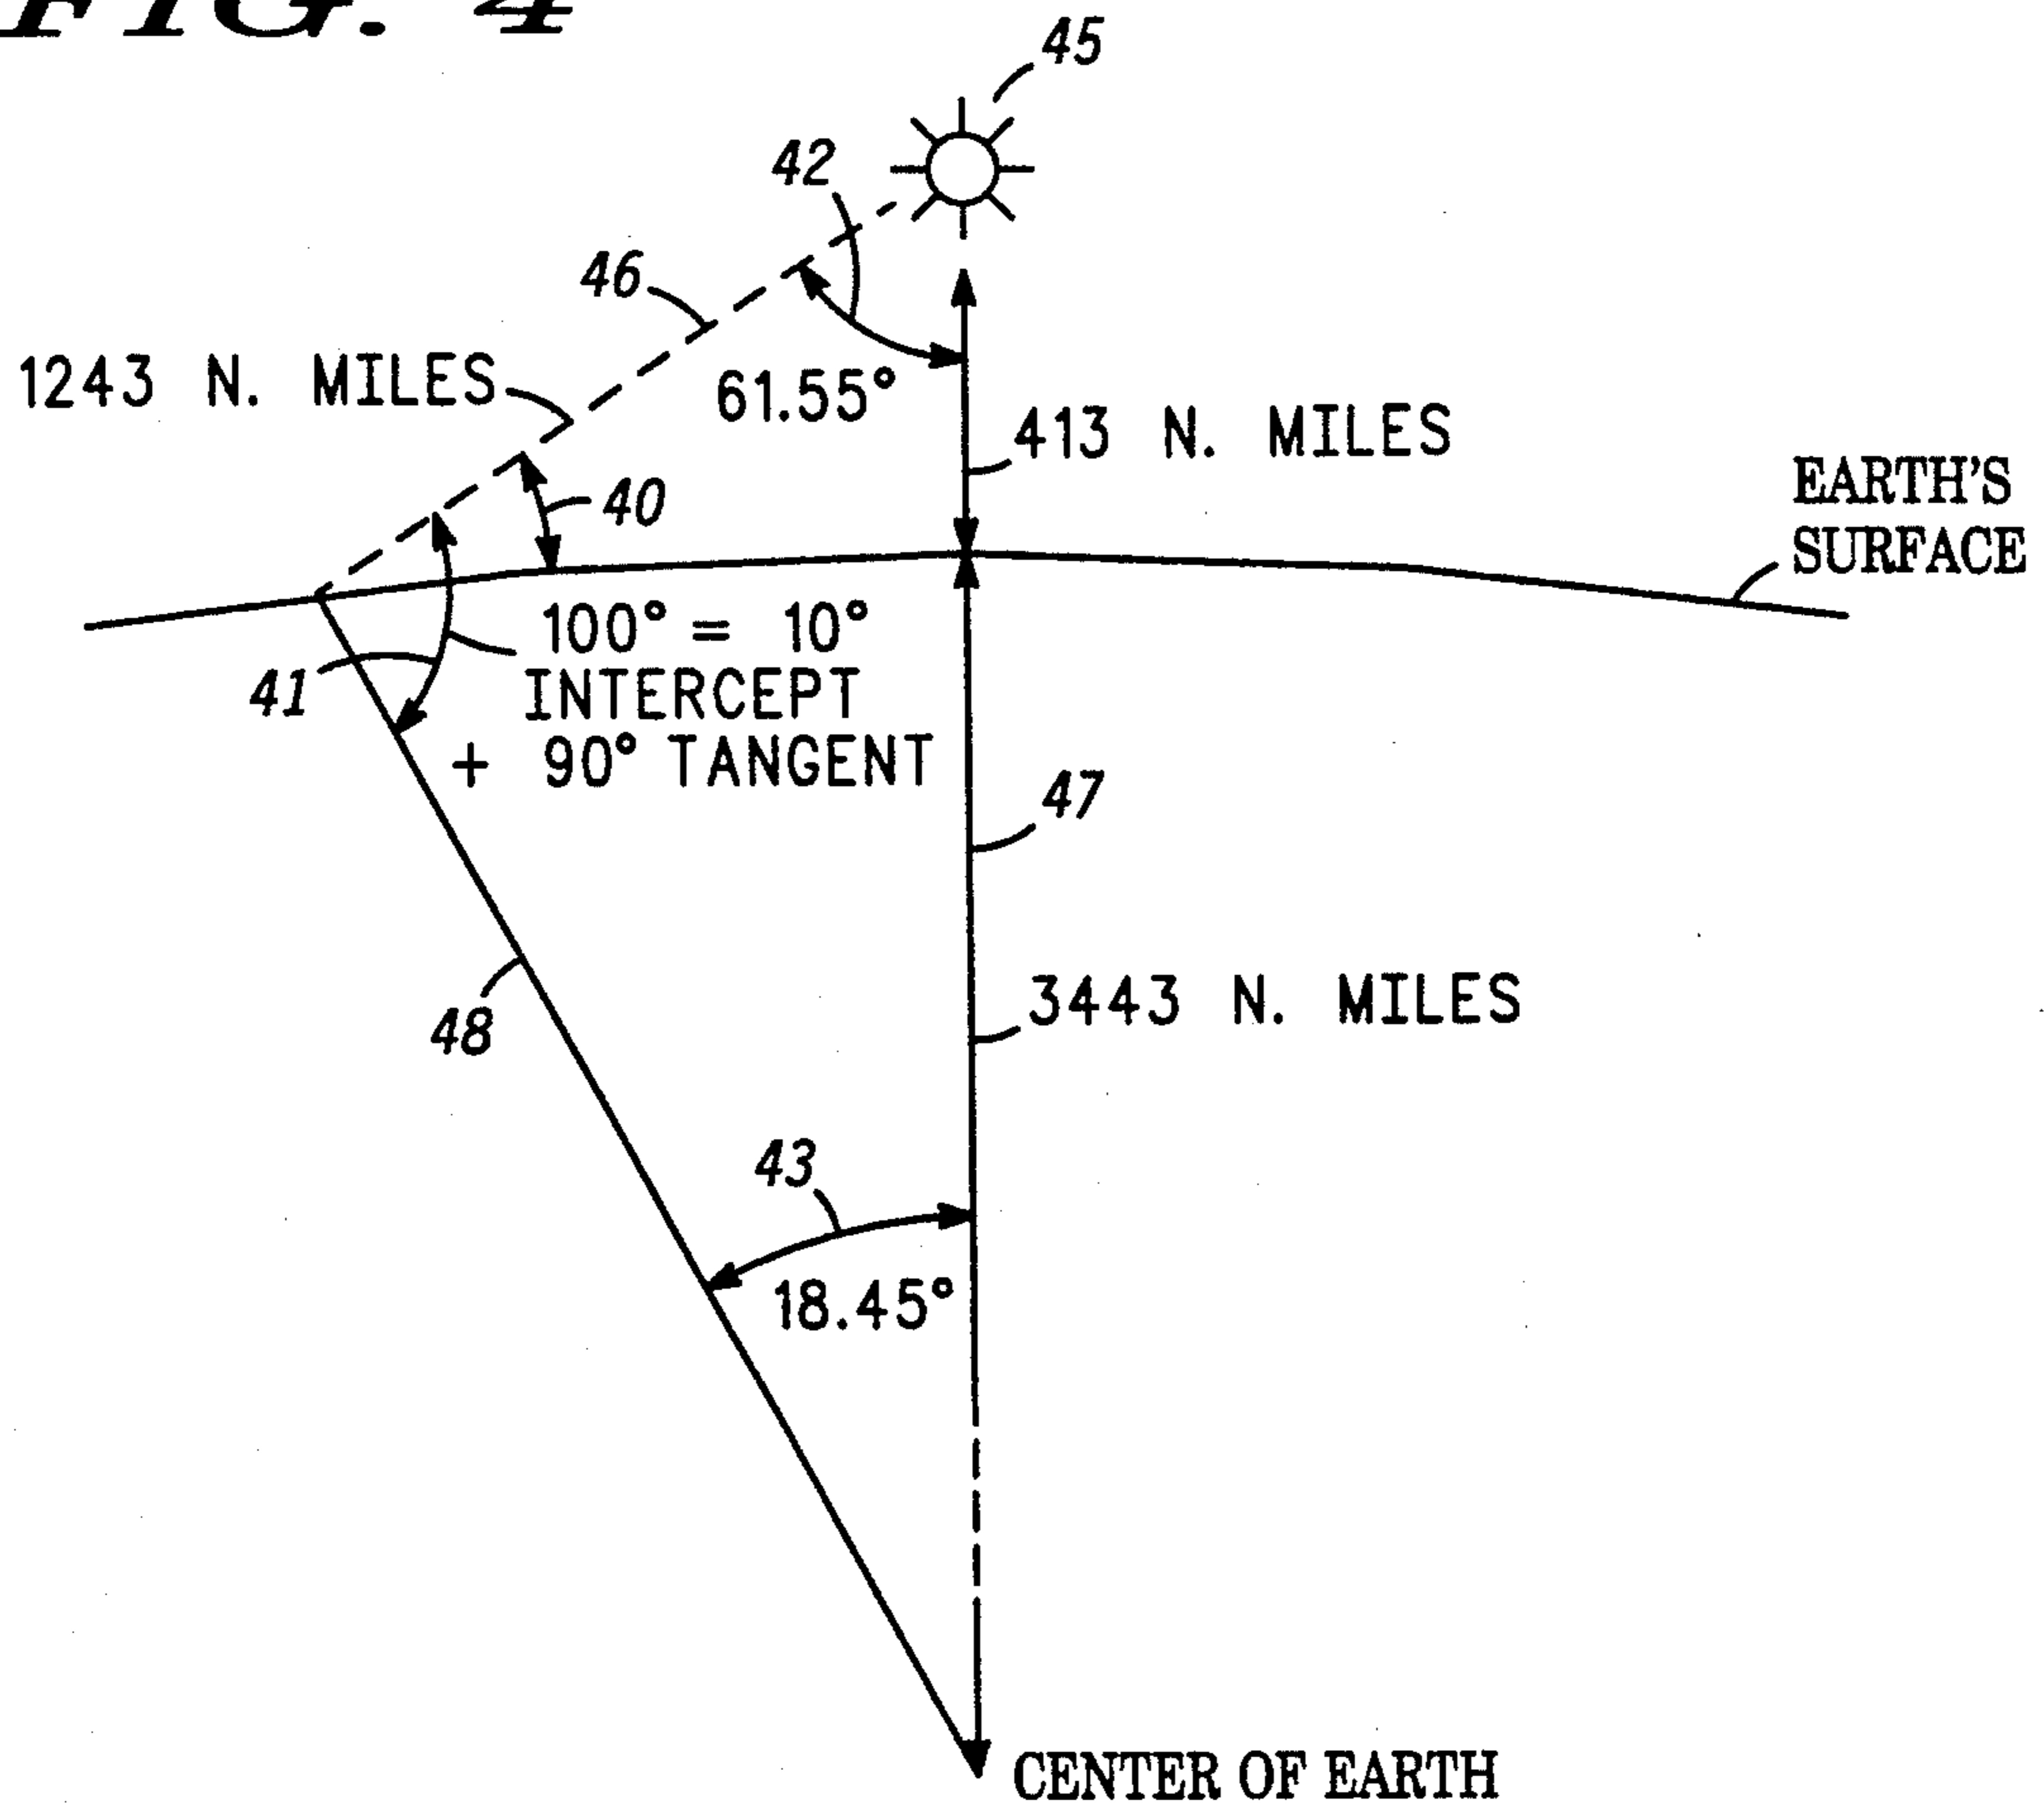 FIG. 4
45
42
46
1243 N. MILES
61.55°
413 N. MILES
40
EARTH'S
SURFACE
100° = 10°
INTERCEPT
+ 90° TANGENT
41
47
3443 N. MILES
48
43
18.45°
CENTER OF EARTH